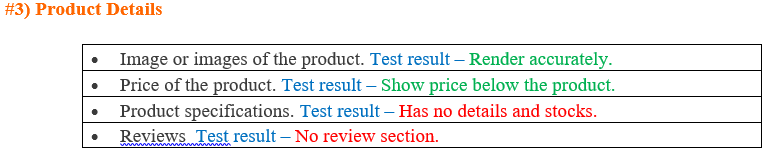 #3) Product Details
• Image or images of the product. Test result – Render accurately.
• Price of the product. Test result – Show price below the product.
• Product specifications. Test result – Has no details and stocks.
• Reviews  Test result – No review section.